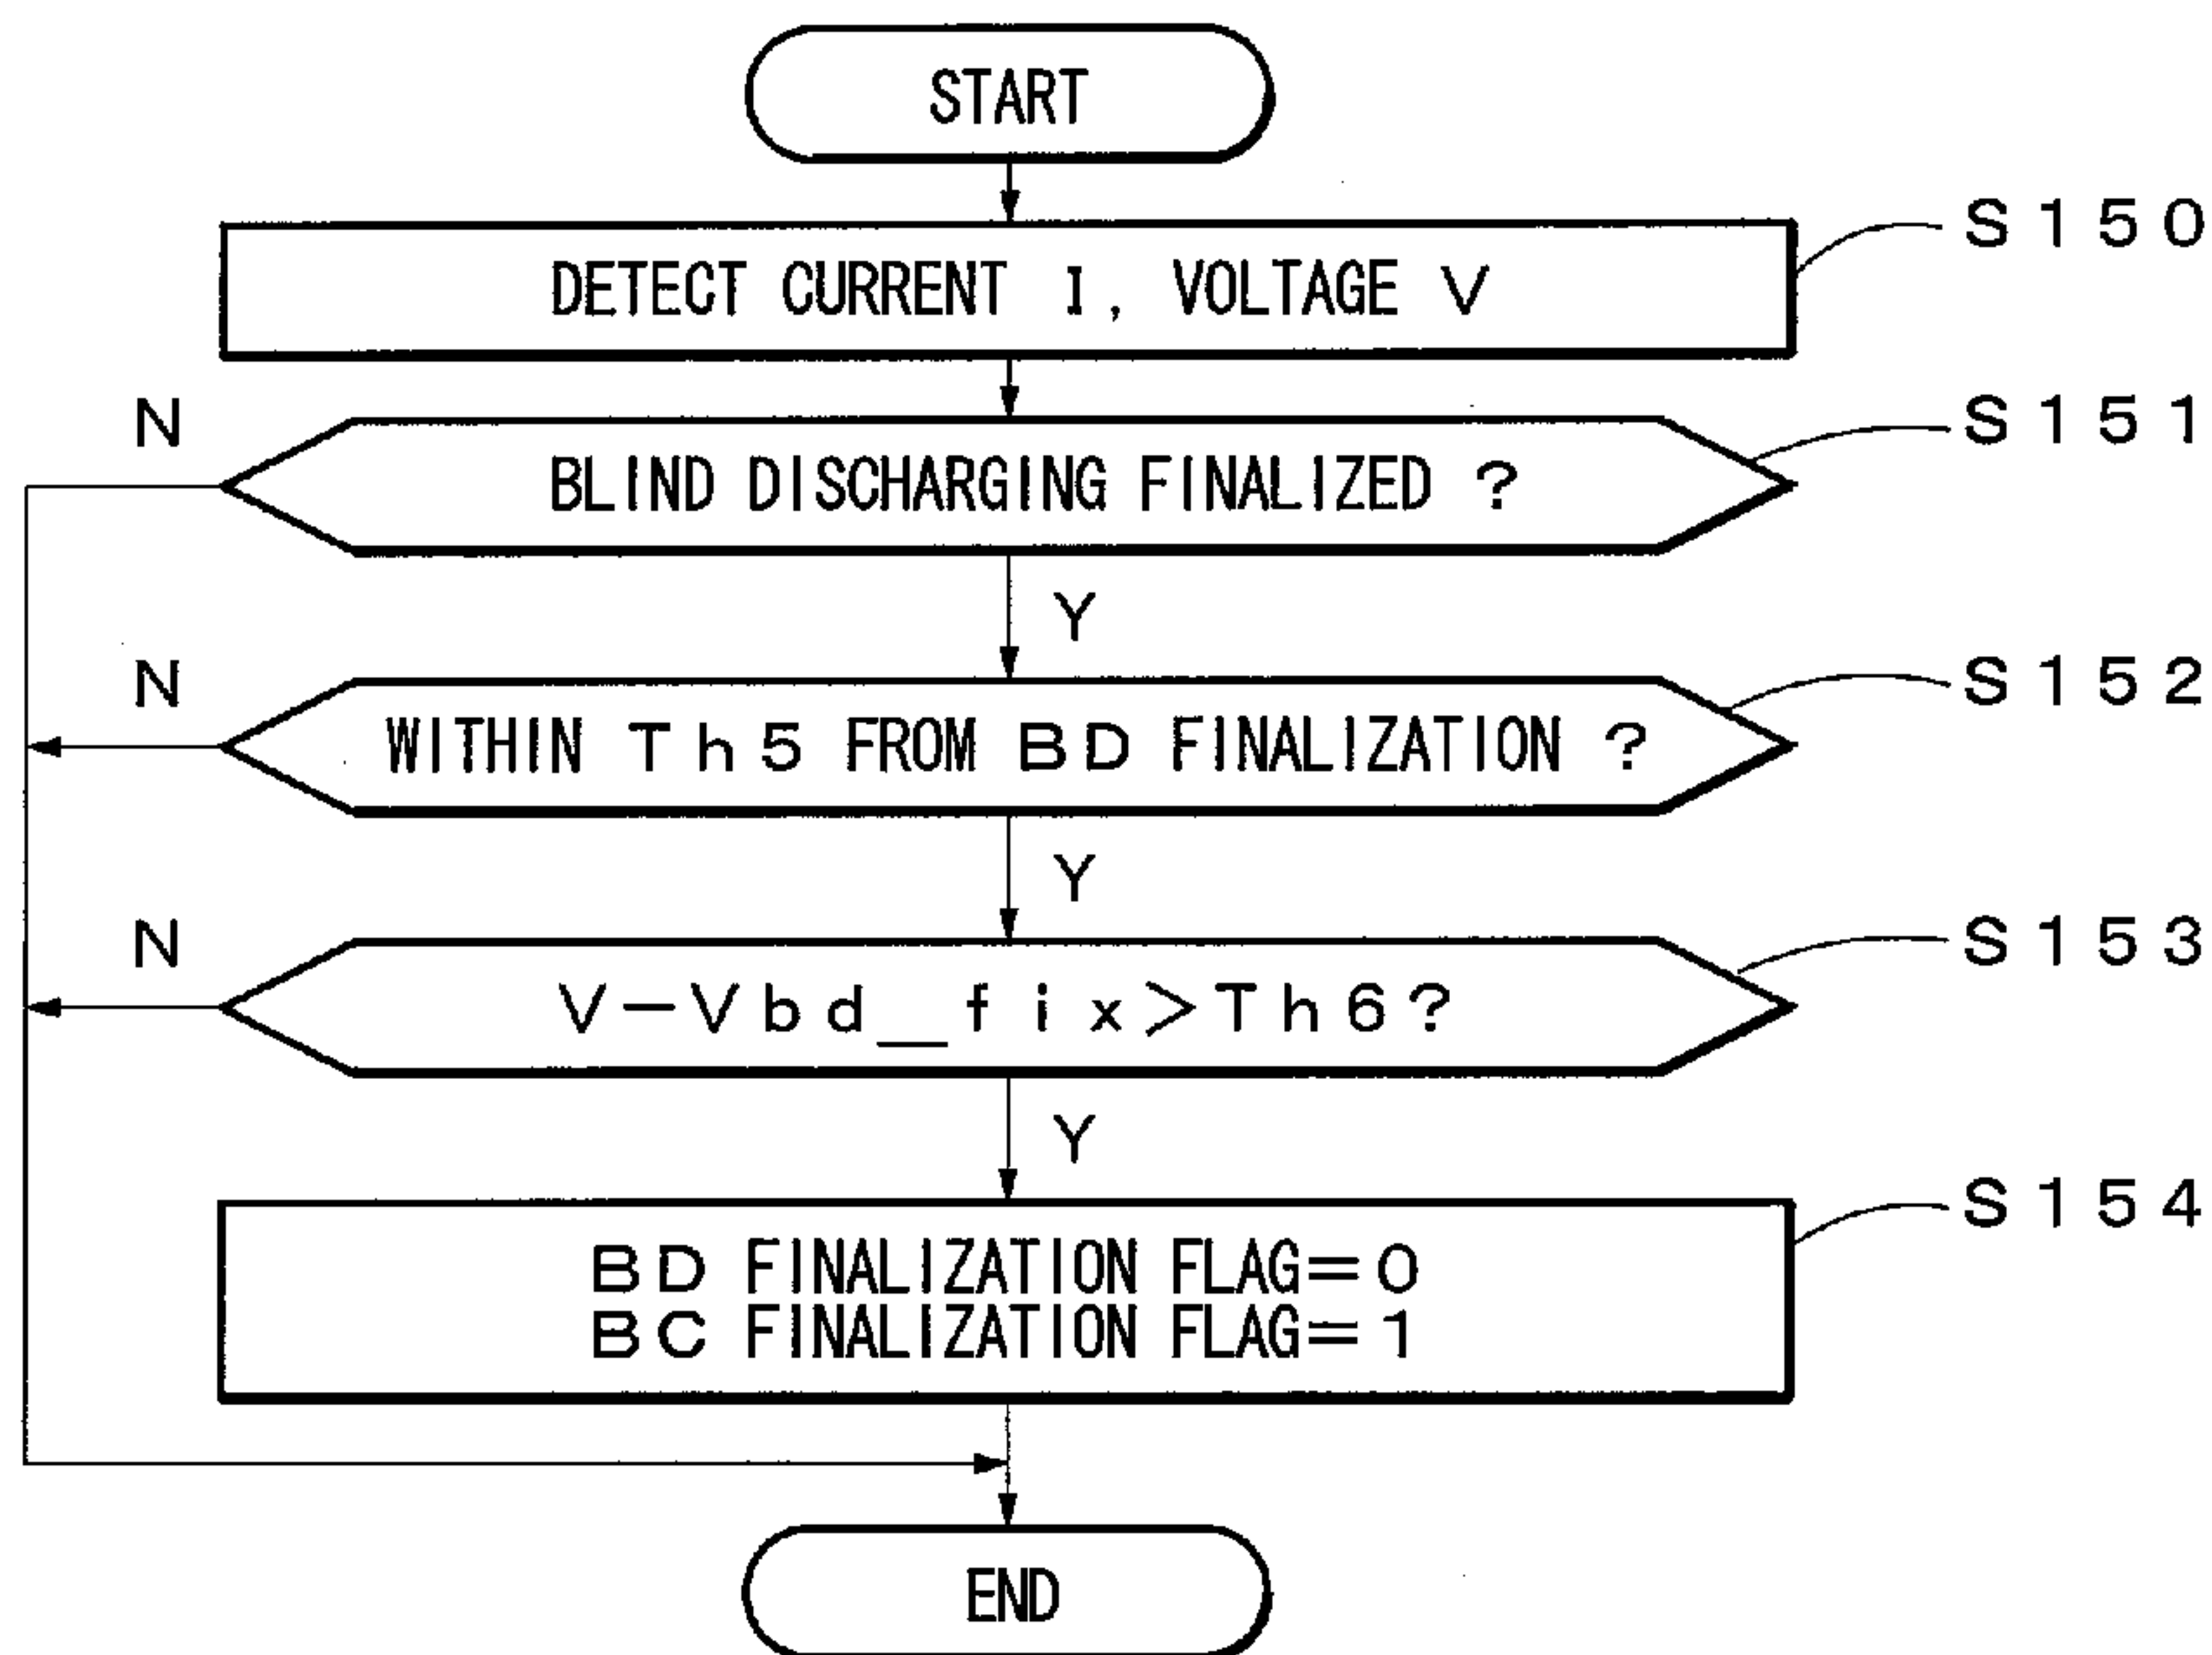 START
DETECT CURRENT I, VOLTAGE V
S150
N
BLIND DISCHARGING FINALIZED ?
S151
Y
N
WITHIN Th5 FROM BD FINALIZATION ?
S152
Y
N
V-Vbd_fix>Th6?
S153
Y
BD FINALIZATION FLAG=0
BC FINALIZATION FLAG=1
S154
END